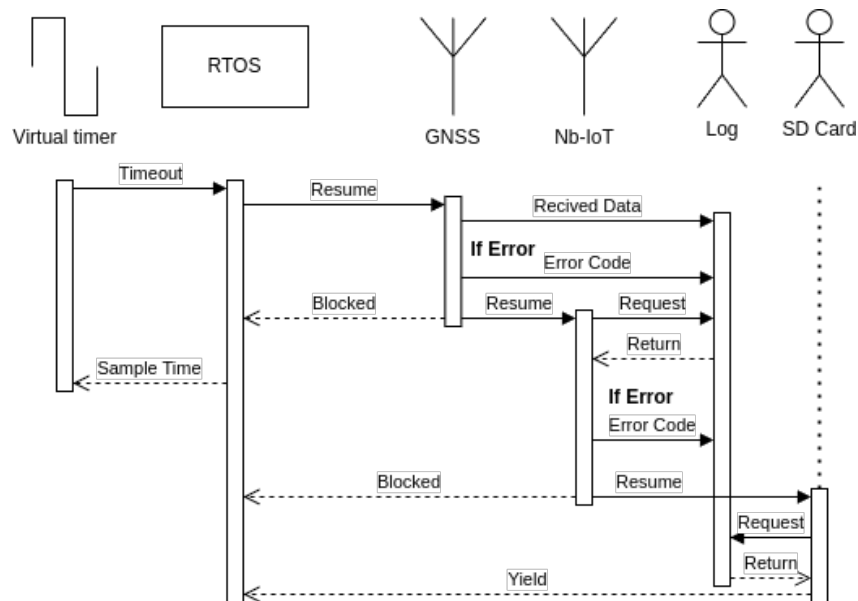 RTOS
Virtual timer
GNSS
Nb-IoT
Log
SD Card
Timeout
Resume
Recived Data
If Error
Error Code
Blocked
Resume
Request
Return
Sample Time
If Error
Error Code
Blocked
Resume
Request
Return
Yield